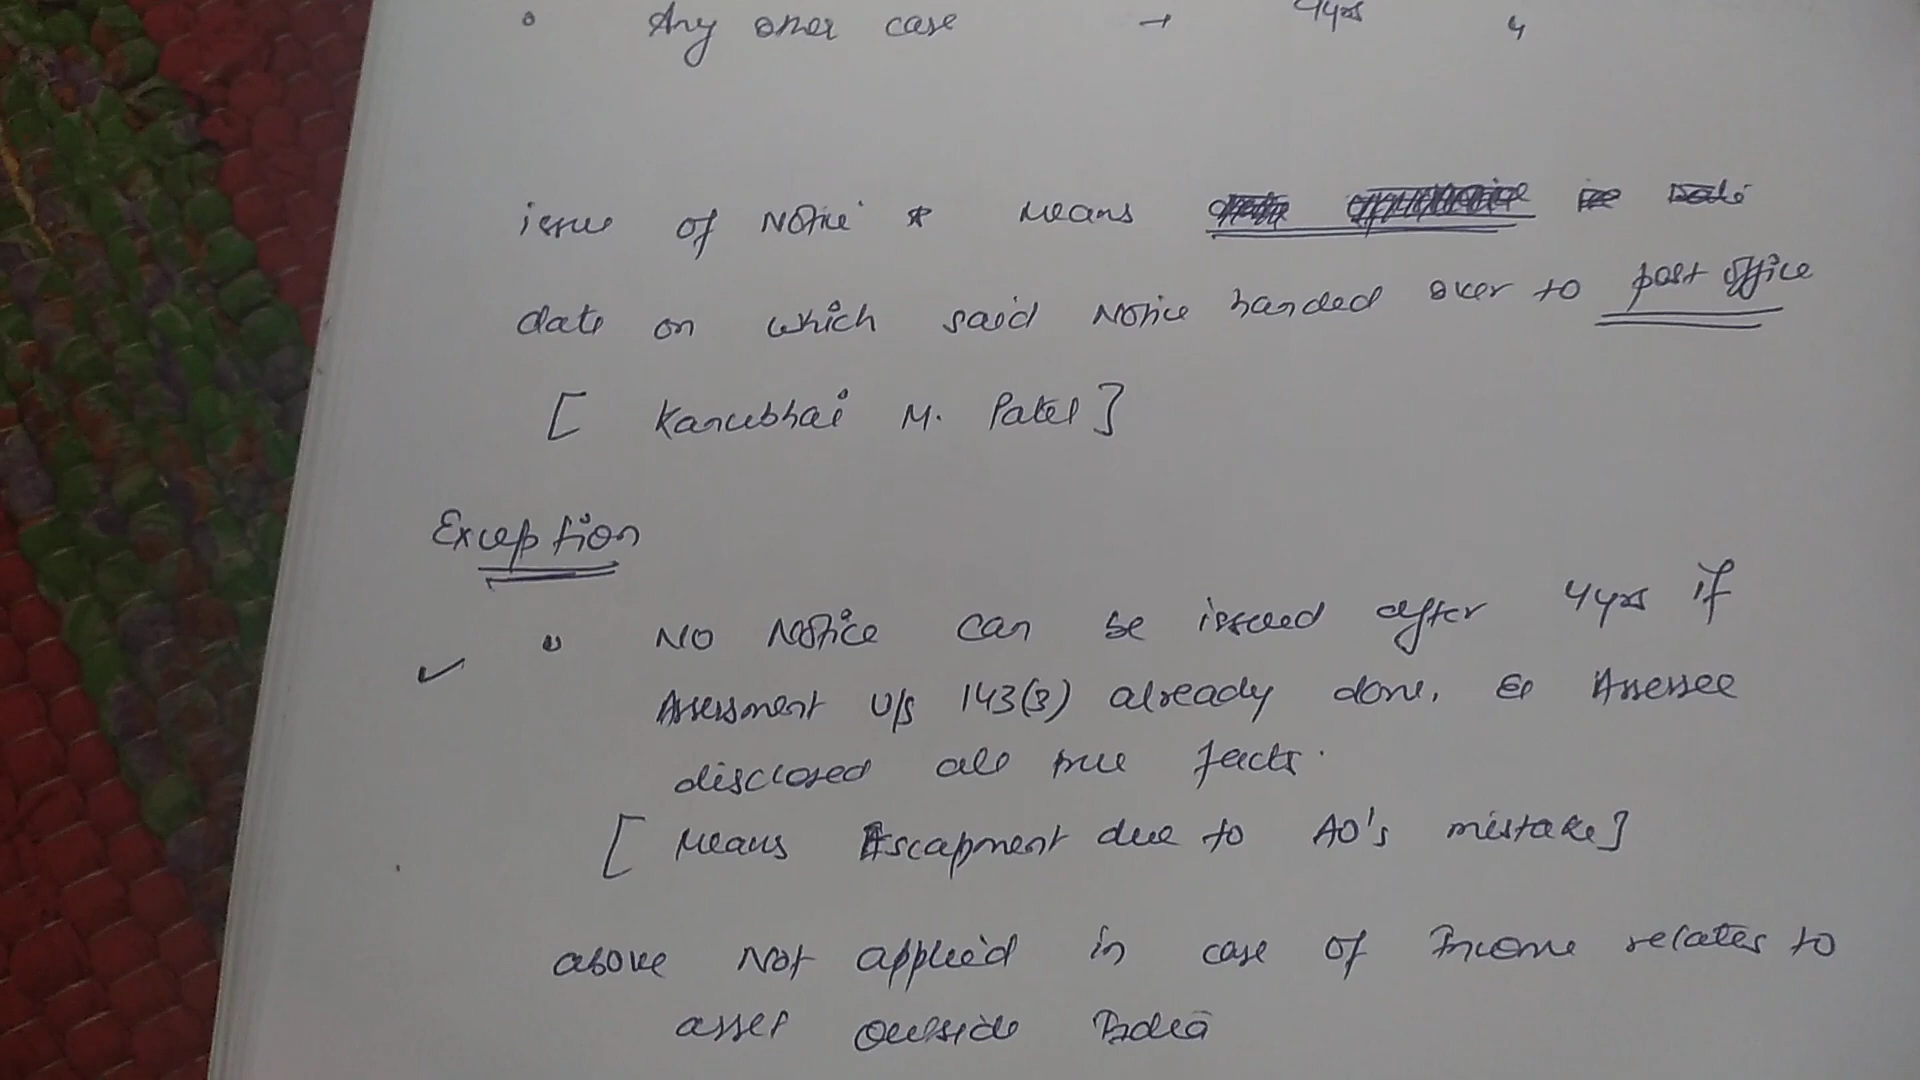 • Any other case → 4yrs "
issue of Notice * Means
date on which said Notice handed over to post office
[ Kanubhai M. Patel ]
Exception
• No Notice can be issued after 4yrs if
✓ Assessment u/s 143(3) already done, & Assessee
disclosed all true facts.
[ Means Escapment due to AO's mistake ]
above Not applied in case of Income relates to
asset outside India